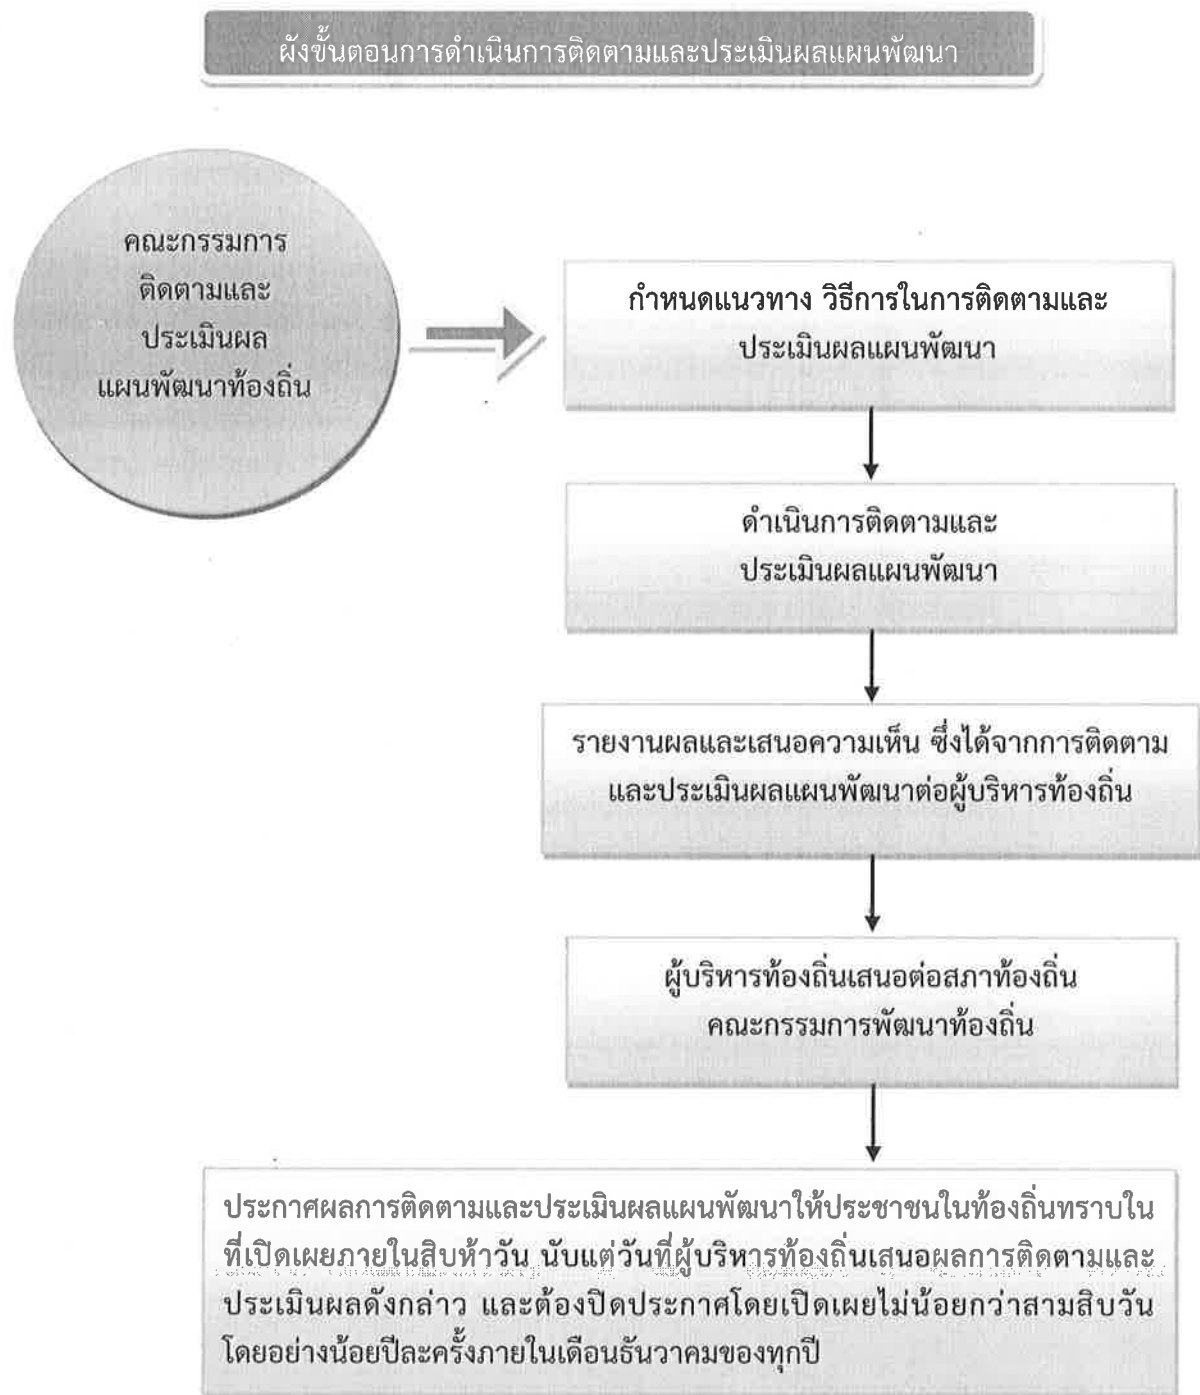 ผังขั้นตอนการดำเนินการติดตามและประเมินผลแผนพัฒนา
คณะกรรมการ
ติดตามและ
ประเมินผล
แผนพัฒนาท้องถิ่น
กำหนดแนวทาง วิธีการในการติดตามและ
ประเมินผลแผนพัฒนา
ดำเนินการติดตามและ
ประเมินผลแผนพัฒนา
รายงานผลและเสนอความเห็น ซึ่งได้จากการติดตาม
และประเมินผลแผนพัฒนาต่อผู้บริหารท้องถิ่น
ผู้บริหารท้องถิ่นเสนอต่อสภาท้องถิ่น
คณะกรรมการพัฒนาท้องถิ่น
ประกาศผลการติดตามและประเมินผลแผนพัฒนาให้ประชาชนในท้องถิ่นทราบใน
ที่เปิดเผยภายในสิบห้าวัน นับแต่วันที่ผู้บริหารท้องถิ่นเสนอผลการติดตามและ
ประเมินผลดังกล่าว และต้องปิดประกาศโดยเปิดเผยไม่น้อยกว่าสามสิบวัน
โดยอย่างน้อยปีละครั้งภายในเดือนธันวาคมของทุกปี